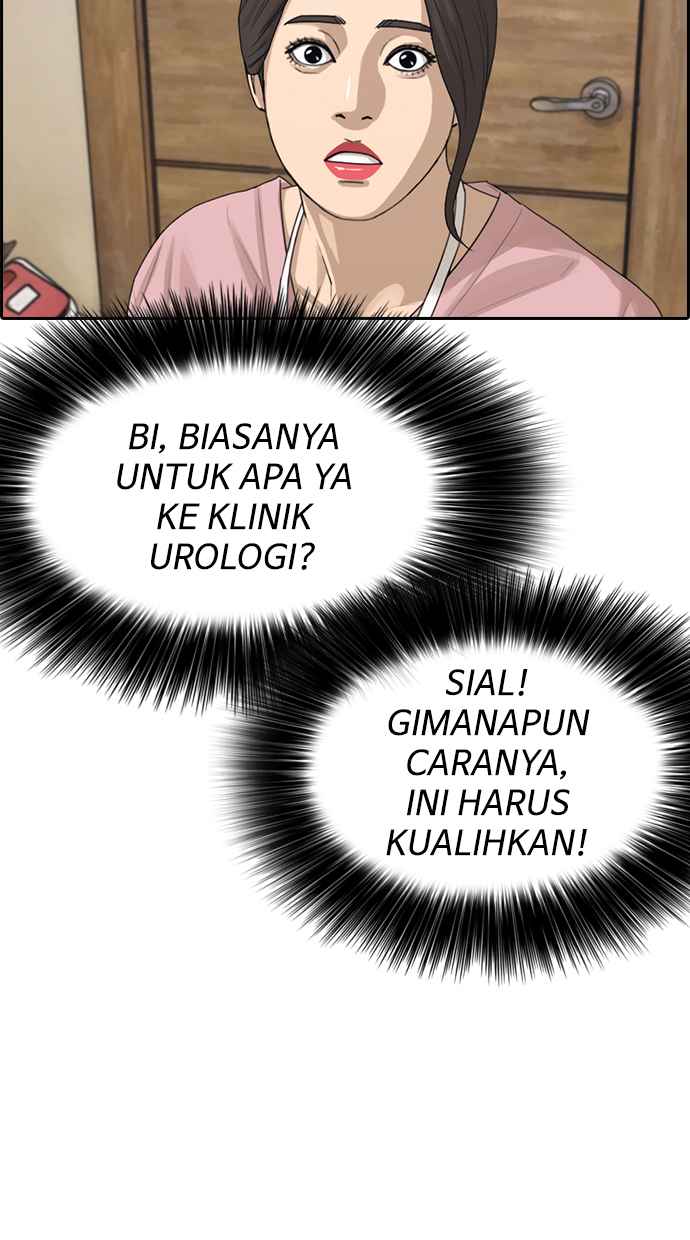 BI, BIASANYA
UNTUK APA YA
KE KLINIK
UROLOGI?
SIAL!
GIMANAPUN
CARANYA,
INI HARUS
KUALIHKAN!